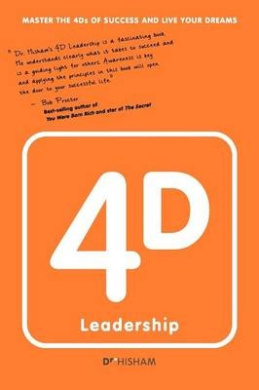 MASTER THE 4Ds OF SUCCESS AND LIVE YOUR DREAMS
"Dr. Hisham's 4D Leadership is a fascinating book.
He understands clearly what it takes to succeed and
is a guiding light for others. Awareness is key
and applying the principles in this book will open
the door to your successful life."
- Bob Proctor
Best-selling author of
You Were Born Rich and star of The Secret
4D
Leadership
Dr HISHAM